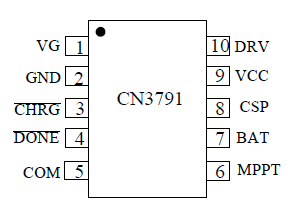 VG 1 10 DRV
GND 2 9 VCC
CN3791
CHRG 3 8 CSP
DONE 4 7 BAT
COM 5 6 MPPT